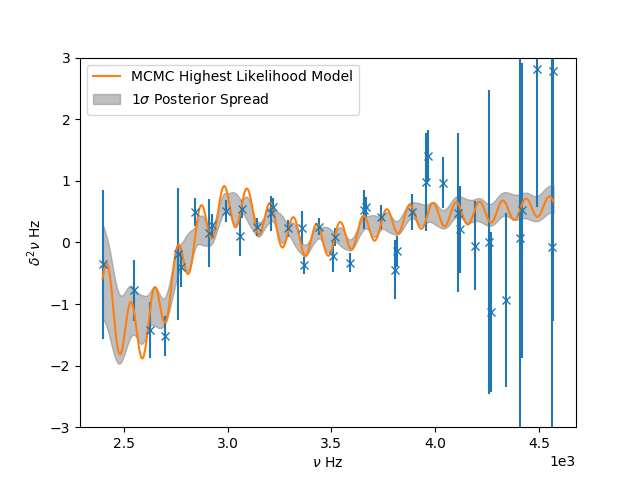 MCMC Highest Likelihood Model
1σ Posterior Spread
3
2
1
0
−1
−2
−3
δ²ν Hz
2.5 3.0 3.5 4.0 4.5
1e3
ν Hz